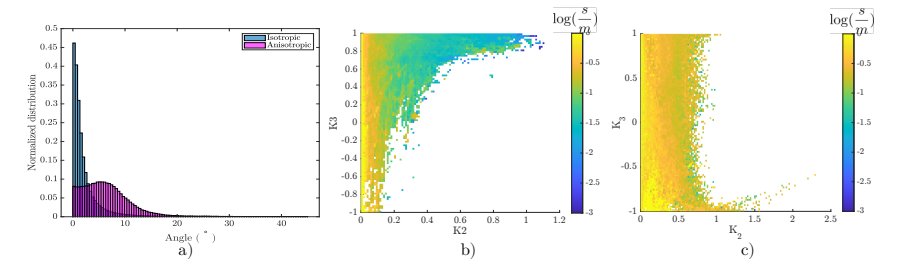 0.5
0.45
0.4
0.35
0.3
0.25
0.2
0.15
0.1
0.05
0
Normalized distribution
Isotropic
Anisotropic
0 10 20 30 40
Angle ( ° )
a)
1
0.8
0.6
0.4
0.2
0
-0.2
-0.4
-0.6
-0.8
-1
K3
0 0.2 0.4 0.6 0.8 1 1.2
K2
b)
log(s/m)
-0.5
-1
-1.5
-2
-2.5
-3
1
0.5
0
-0.5
-1
K3
0 0.5 1 1.5 2 2.5
K2
c)
log(s/m)
-0.5
-1
-1.5
-2
-2.5
-3